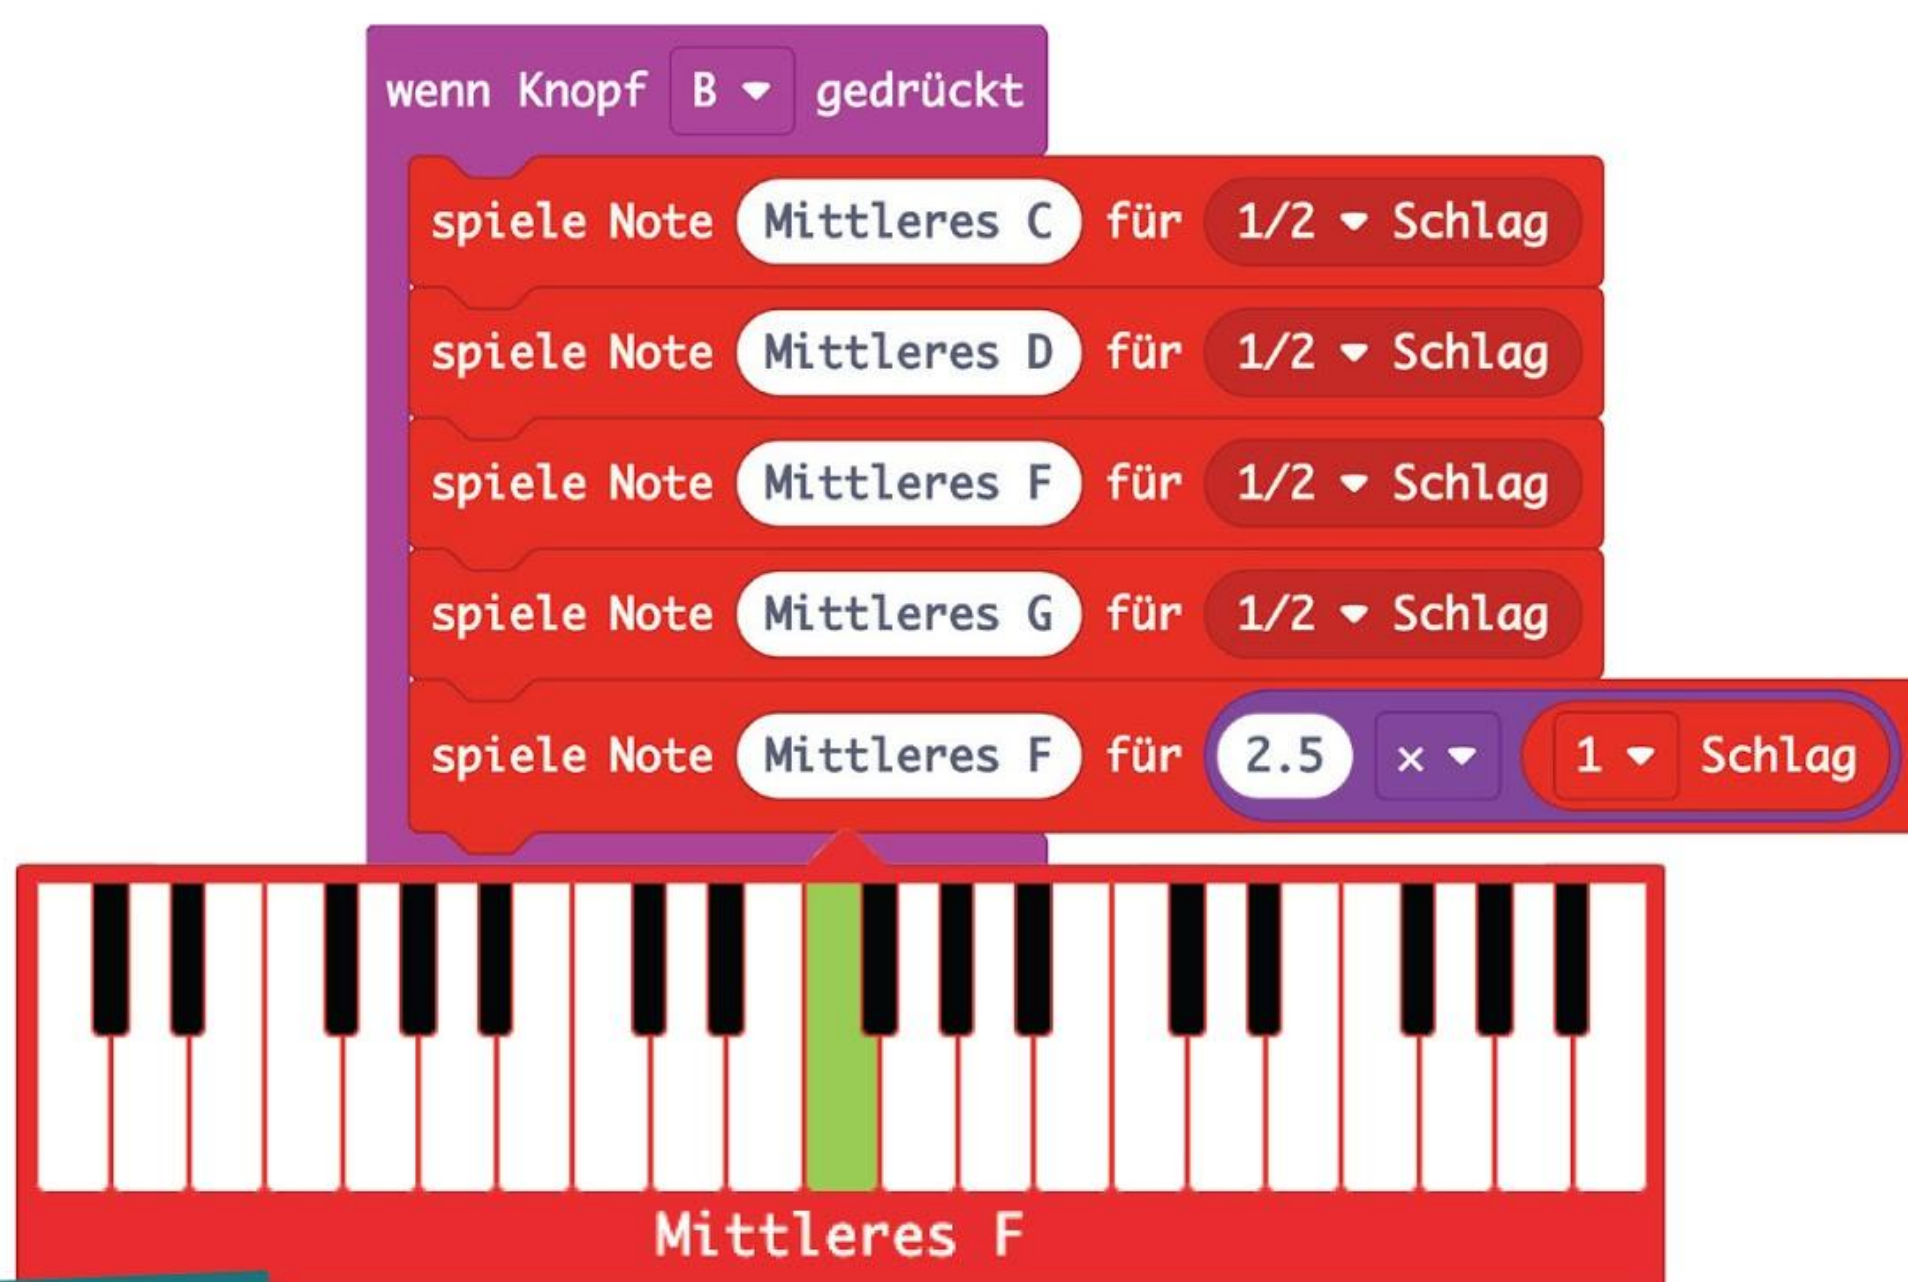 wenn Knopf B gedrückt
spiele Note Mittleres C für 1/2 Schlag
spiele Note Mittleres D für 1/2 Schlag
spiele Note Mittleres F für 1/2 Schlag
spiele Note Mittleres G für 1/2 Schlag
spiele Note Mittleres F für 2.5 × 1 Schlag
Mittleres F